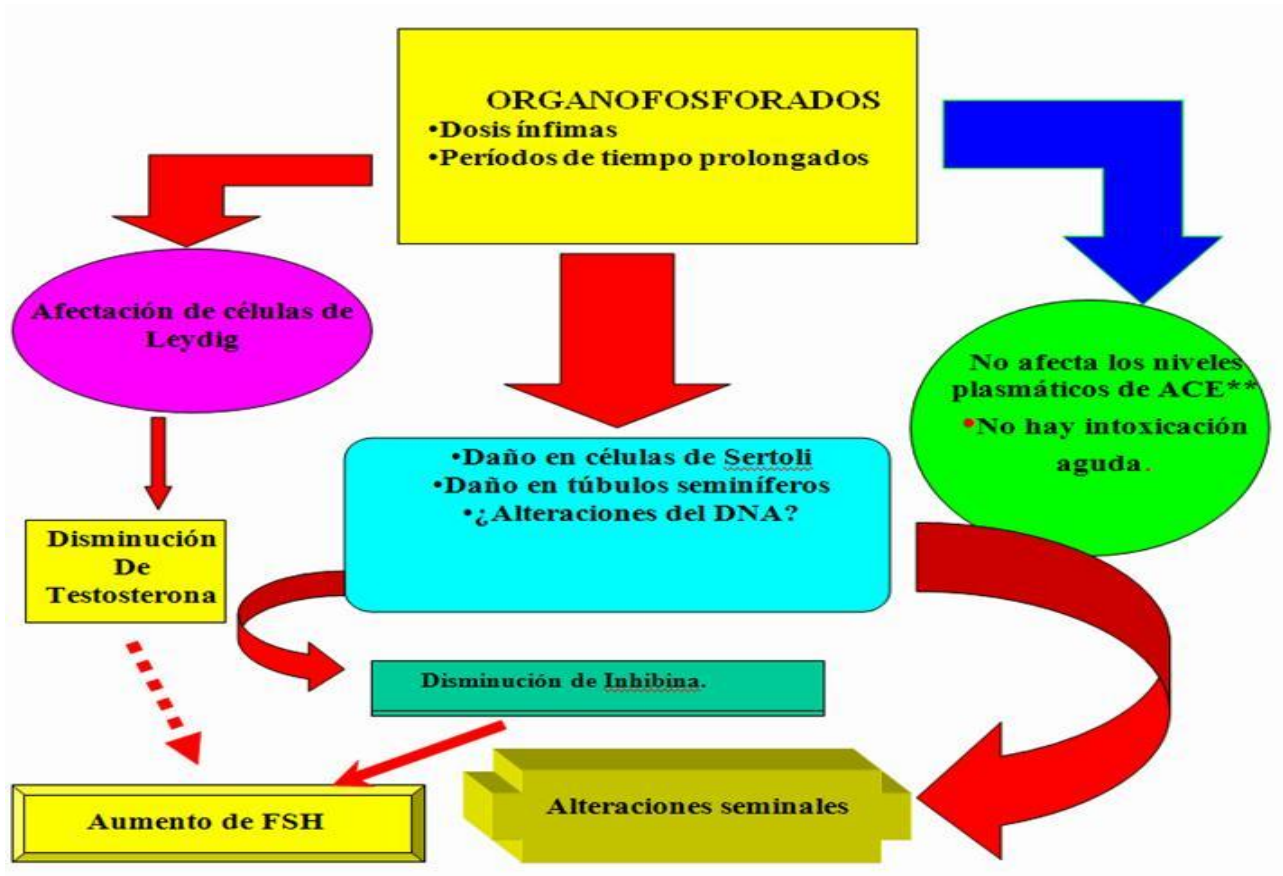 ORGANOFOSFORADOS
•Dosis ínfimas
•Períodos de tiempo prolongados
Afectación de células de
Leydig
No afecta los niveles
plasmáticos de ACE**
•No hay intoxicación
aguda.
•Daño en células de Sertoli
•Daño en túbulos seminíferos
•¿Alteraciones del DNA?
Disminución
De
Testosterona
Disminución de Inhibina.
Aumento de FSH
Alteraciones seminales